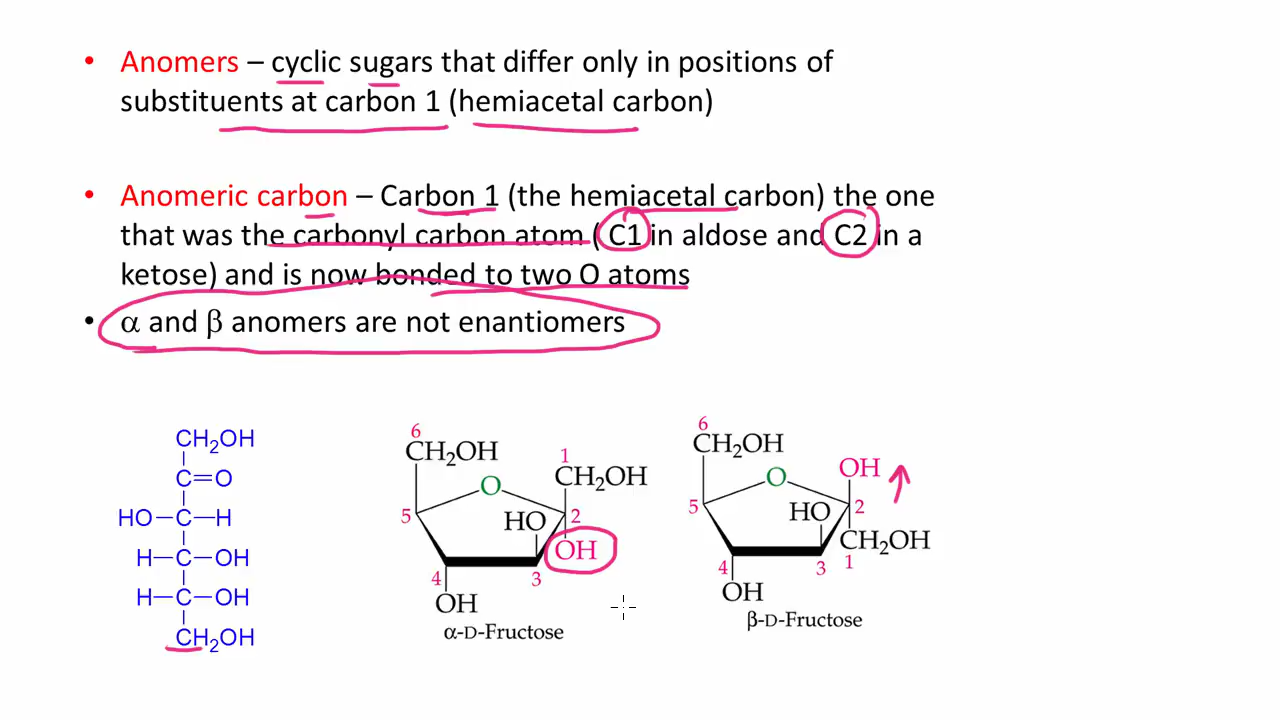 • Anomers – cyclic sugars that differ only in positions of
substituents at carbon 1 (hemiacetal carbon)
• Anomeric carbon – Carbon 1 (the hemiacetal carbon) the one
that was the carbonyl carbon atom ( C1 in aldose and C2 in a
ketose) and is now bonded to two O atoms
• α and β anomers are not enantiomers
CH₂OH
C=O
HO—C—H
H—C—OH
H—C—OH
CH₂OH
6
CH₂OH
1
CH₂OH
O
5
HO
2
OH
4
3
OH
α-D-Fructose
6
CH₂OH
OH
O
5
HO
2
CH₂OH
4
3
1
OH
β-D-Fructose